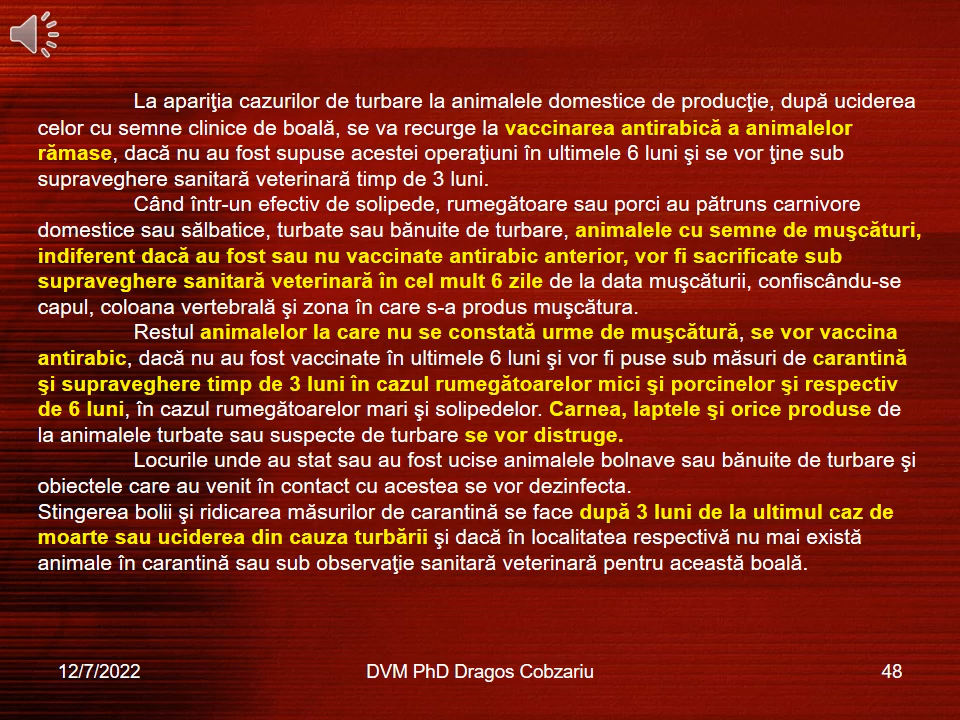 La apariţia cazurilor de turbare la animalele domestice de producţie, după uciderea
celor cu semne clinice de boală, se va recurge la vaccinarea antirabică a animalelor
rămase, dacă nu au fost supuse acestei operaţiuni în ultimele 6 luni şi se vor ţine sub
supraveghere sanitară veterinară timp de 3 luni.
Când într-un efectiv de solipede, rumegătoare sau porci au pătruns carnivore
domestice sau sălbatice, turbate sau bănuite de turbare, animalele cu semne de muşcături,
indiferent dacă au fost sau nu vaccinate antirabic anterior, vor fi sacrificate sub
supraveghere sanitară veterinară în cel mult 6 zile de la data muşcăturii, confiscându-se
capul, coloana vertebrală şi zona în care s-a produs muşcătura.
Restul animalelor la care nu se constată urme de muşcătură, se vor vaccina
antirabic, dacă nu au fost vaccinate în ultimele 6 luni şi vor fi puse sub măsuri de carantină
şi supraveghere timp de 3 luni în cazul rumegătoarelor mici şi porcinelor şi respectiv
de 6 luni, în cazul rumegătoarelor mari şi solipedelor. Carnea, laptele şi orice produse de
la animalele turbate sau suspecte de turbare se vor distruge.
Locurile unde au stat sau au fost ucise animalele bolnave sau bănuite de turbare şi
obiectele care au venit în contact cu acestea se vor dezinfecta.
Stingerea bolii şi ridicarea măsurilor de carantină se face după 3 luni de la ultimul caz de
moarte sau uciderea din cauza turbării şi dacă în localitatea respectivă nu mai există
animale în carantină sau sub observaţie sanitară veterinară pentru această boală.
12/7/2022
DVM PhD Dragos Cobzariu
48